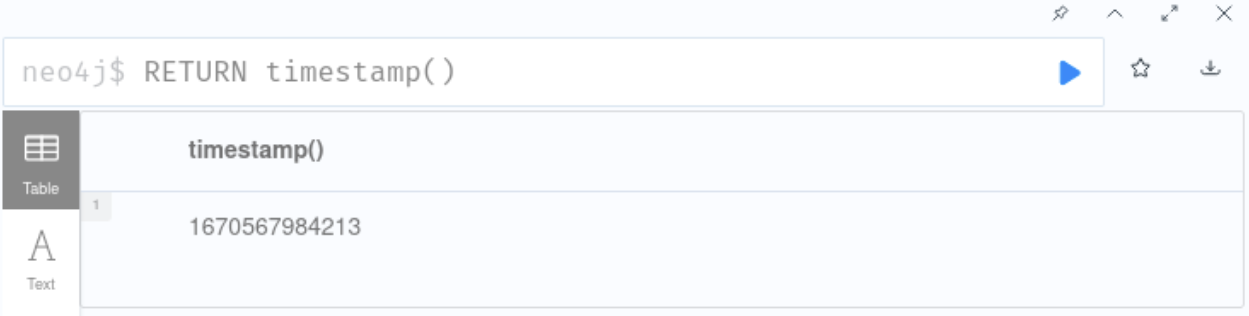 neo4j$ RETURN timestamp()
timestamp()
Table
1
1670567984213
Text